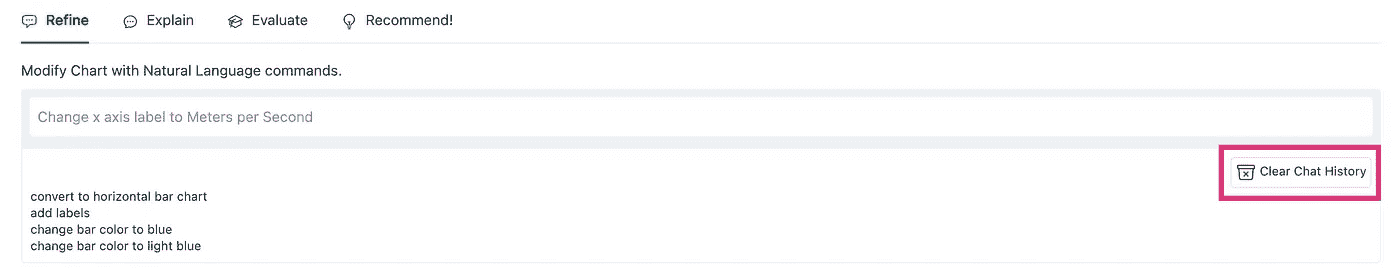 Refine Explain Evaluate Recommend!
Modify Chart with Natural Language commands.
Change x axis label to Meters per Second
Clear Chat History
convert to horizontal bar chart
add labels
change bar color to blue
change bar color to light blue